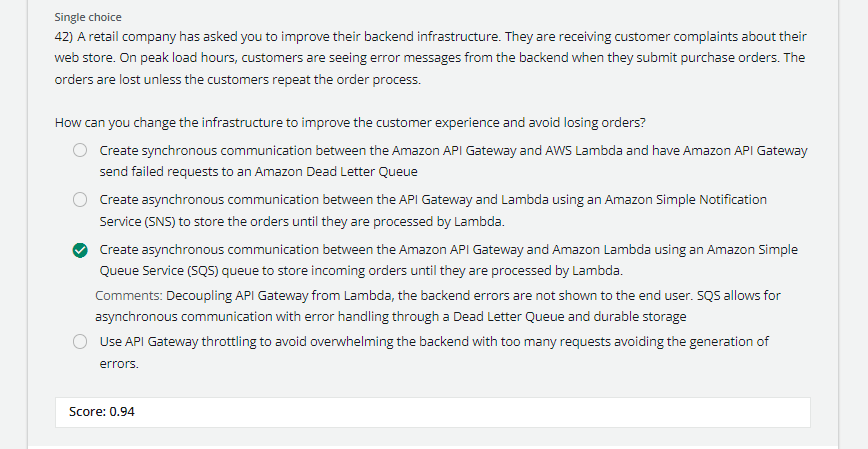 Single choice
42) A retail company has asked you to improve their backend infrastructure. They are receiving customer complaints about their
web store. On peak load hours, customers are seeing error messages from the backend when they submit purchase orders. The
orders are lost unless the customers repeat the order process.
How can you change the infrastructure to improve the customer experience and avoid losing orders?
Create synchronous communication between the Amazon API Gateway and AWS Lambda and have Amazon API Gateway
send failed requests to an Amazon Dead Letter Queue
Create asynchronous communication between the API Gateway and Lambda using an Amazon Simple Notification
Service (SNS) to store the orders until they are processed by Lambda.
Create asynchronous communication between the Amazon API Gateway and Amazon Lambda using an Amazon Simple
Queue Service (SQS) queue to store incoming orders until they are processed by Lambda.
Comments: Decoupling API Gateway from Lambda, the backend errors are not shown to the end user. SQS allows for
asynchronous communication with error handling through a Dead Letter Queue and durable storage
Use API Gateway throttling to avoid overwhelming the backend with too many requests avoiding the generation of
errors.
Score: 0.94